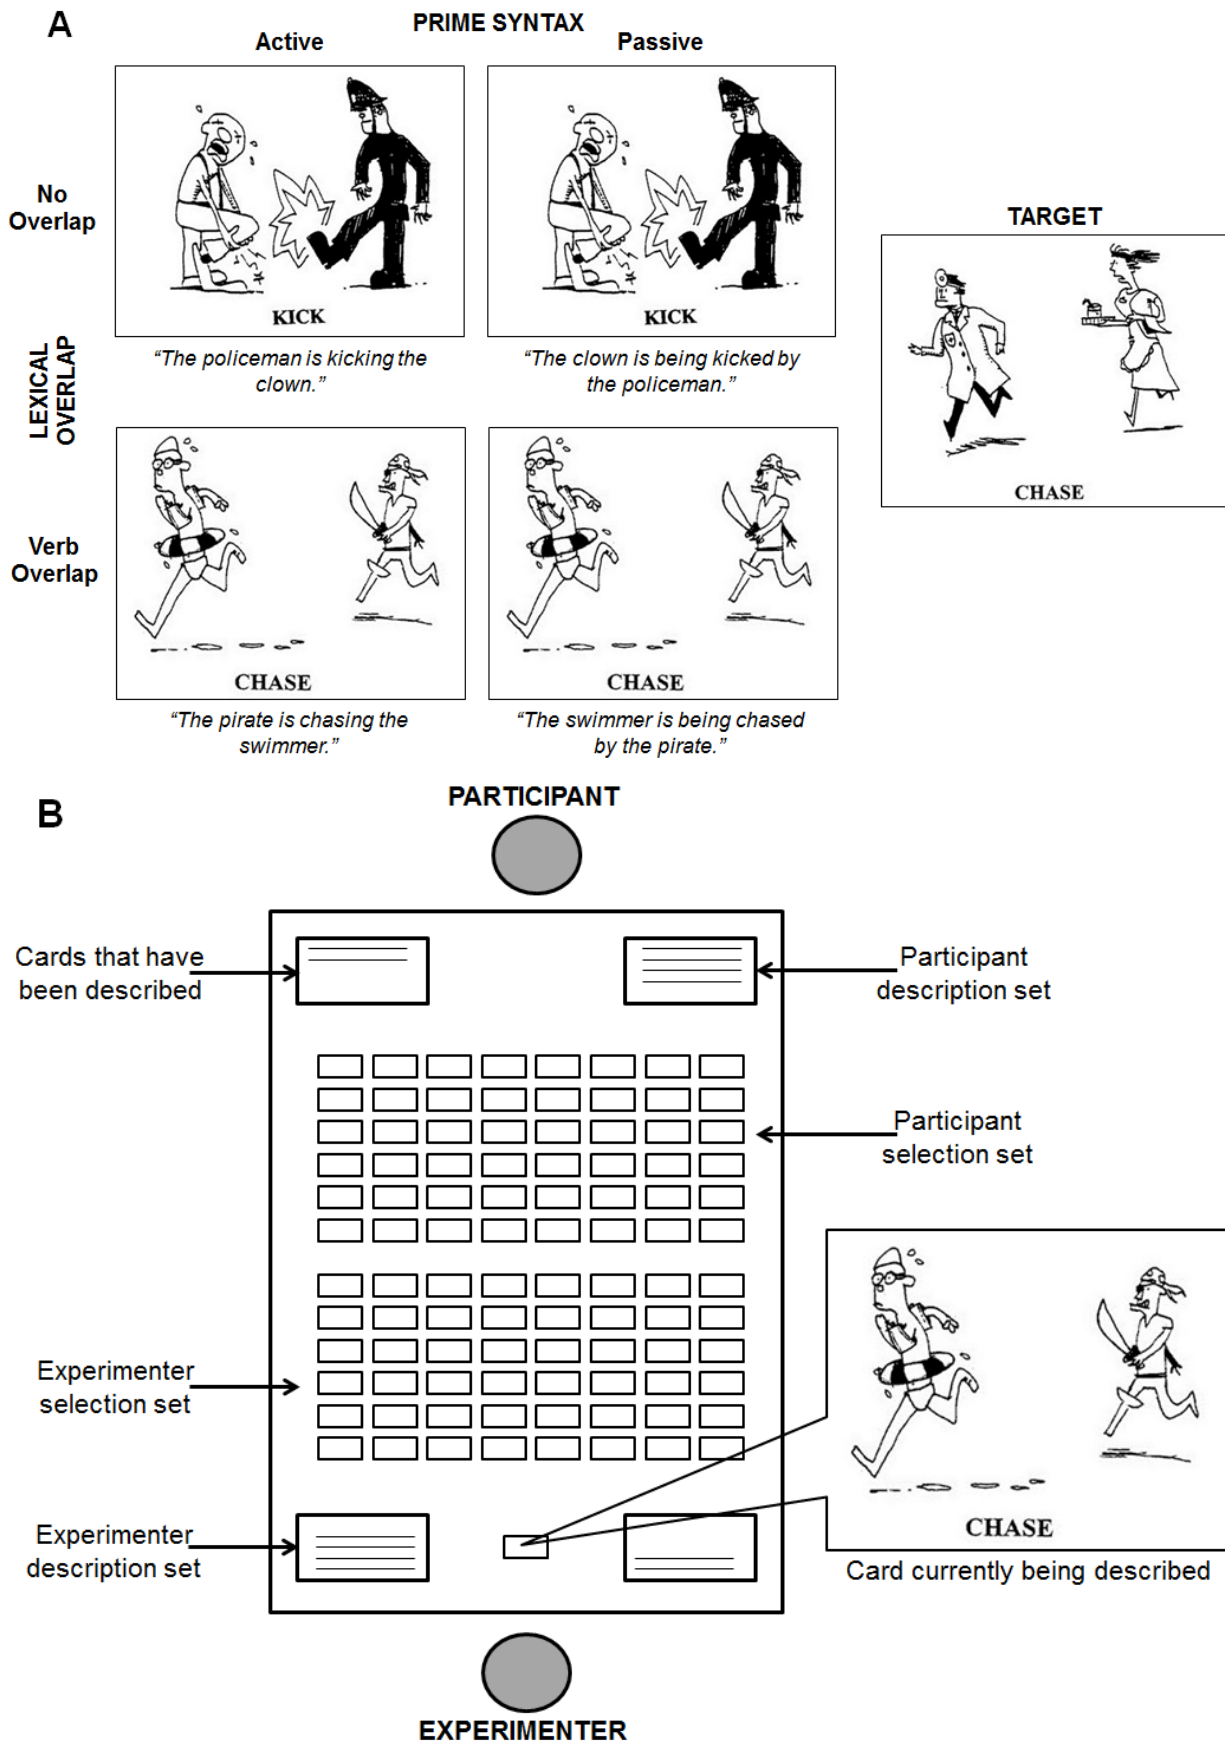 A
PRIME SYNTAX
Active
Passive
No
Overlap
KICK
KICK
"The policeman is kicking the
clown."
"The clown is being kicked by
the policeman."
TARGET
CHASE
LEXICAL
OVERLAP
Verb
Overlap
CHASE
CHASE
"The pirate is chasing the
swimmer."
"The swimmer is being chased
by the pirate."
B
PARTICIPANT
Cards that have
been described
Participant
description set
Participant
selection set
Experimenter
selection set
Experimenter
description set
CHASE
Card currently being described
EXPERIMENTER